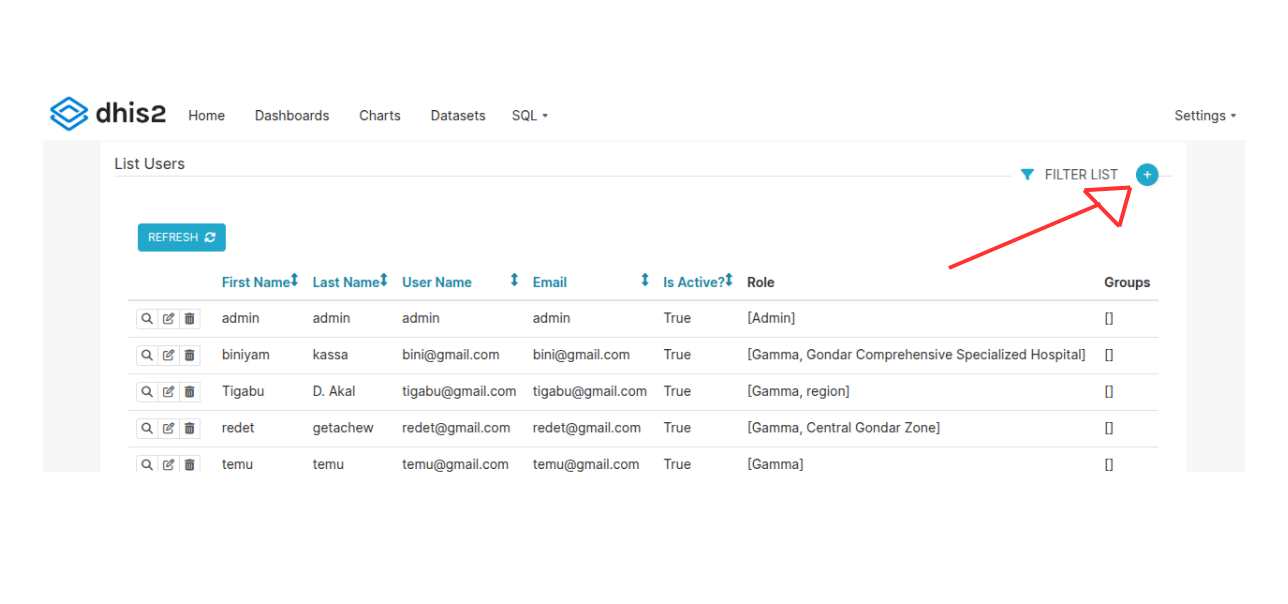 dhis2 Home Dashboards Charts Datasets SQL Settings
List Users
FILTER LIST +
REFRESH
First Name Last Name User Name Email Is Active? Role Groups
admin admin admin admin True [Admin] []
biniyam kassa bini@gmail.com bini@gmail.com True [Gamma, Gondar Comprehensive Specialized Hospital] []
Tigabu D. Akal tigabu@gmail.com tigabu@gmail.com True [Gamma, region] []
redet getachew redet@gmail.com redet@gmail.com True [Gamma, Central Gondar Zone] []
temu temu temu@gmail.com temu@gmail.com True [Gamma] []